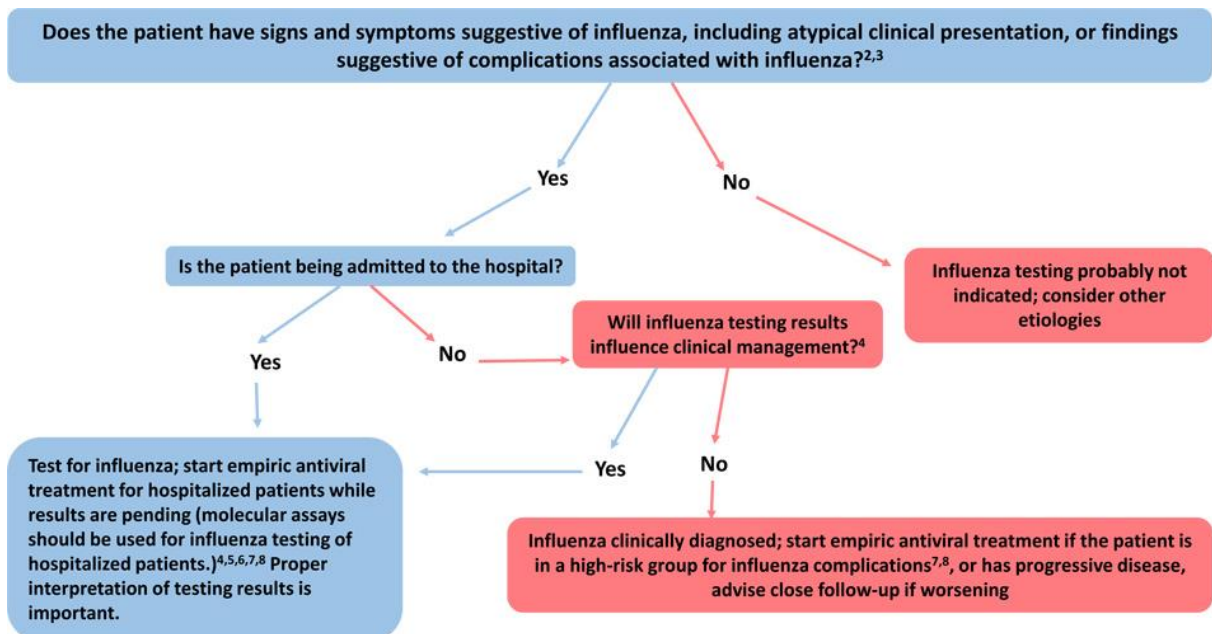 Does the patient have signs and symptoms suggestive of influenza, including atypical clinical presentation, or findings
suggestive of complications associated with influenza?2,3
Yes
No
Is the patient being admitted to the hospital?
Influenza testing probably not
indicated; consider other
etiologies
Will influenza testing results
influence clinical management?4
Yes
No
Yes
No
Test for influenza; start empiric antiviral
treatment for hospitalized patients while
results are pending (molecular assays
should be used for influenza testing of
hospitalized patients.)4,5,6,7,8 Proper
interpretation of testing results is
important.
Influenza clinically diagnosed; start empiric antiviral treatment if the patient is
in a high-risk group for influenza complications7,8, or has progressive disease,
advise close follow-up if worsening